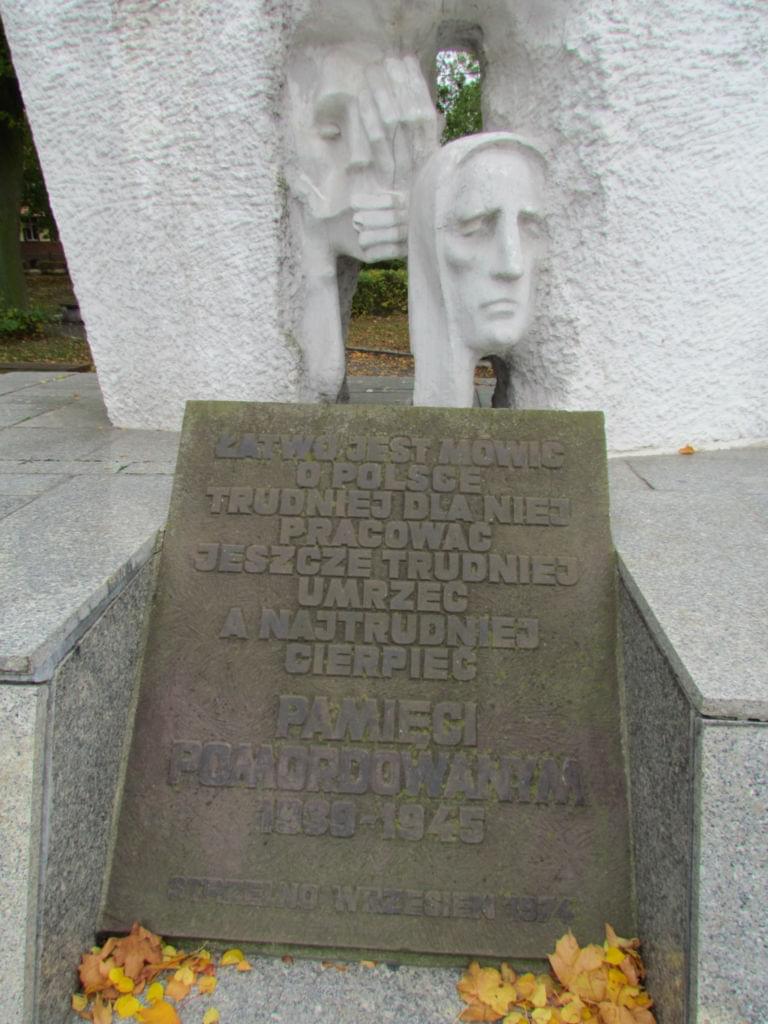 ŁATWO JEST MÓWIĆ
O POLSCE
TRUDNIEJ DLA NIEJ
PRACOWAĆ
JESZCZE TRUDNIEJ
UMRZEĆ
A NAJTRUDNIEJ
CIERPIEĆ
PAMIĘCI
POMORDOWANYM
1939-1945
STRZELNO WRZESIEŃ 1974